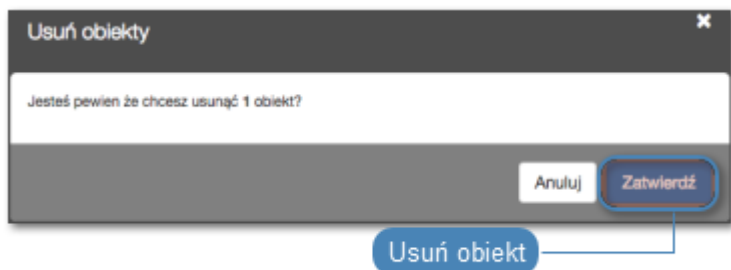 Usuń obiekty
Jesteś pewien że chcesz usunąć 1 obiekt?
Anuluj
Zatwierdź
Usuń obiekt